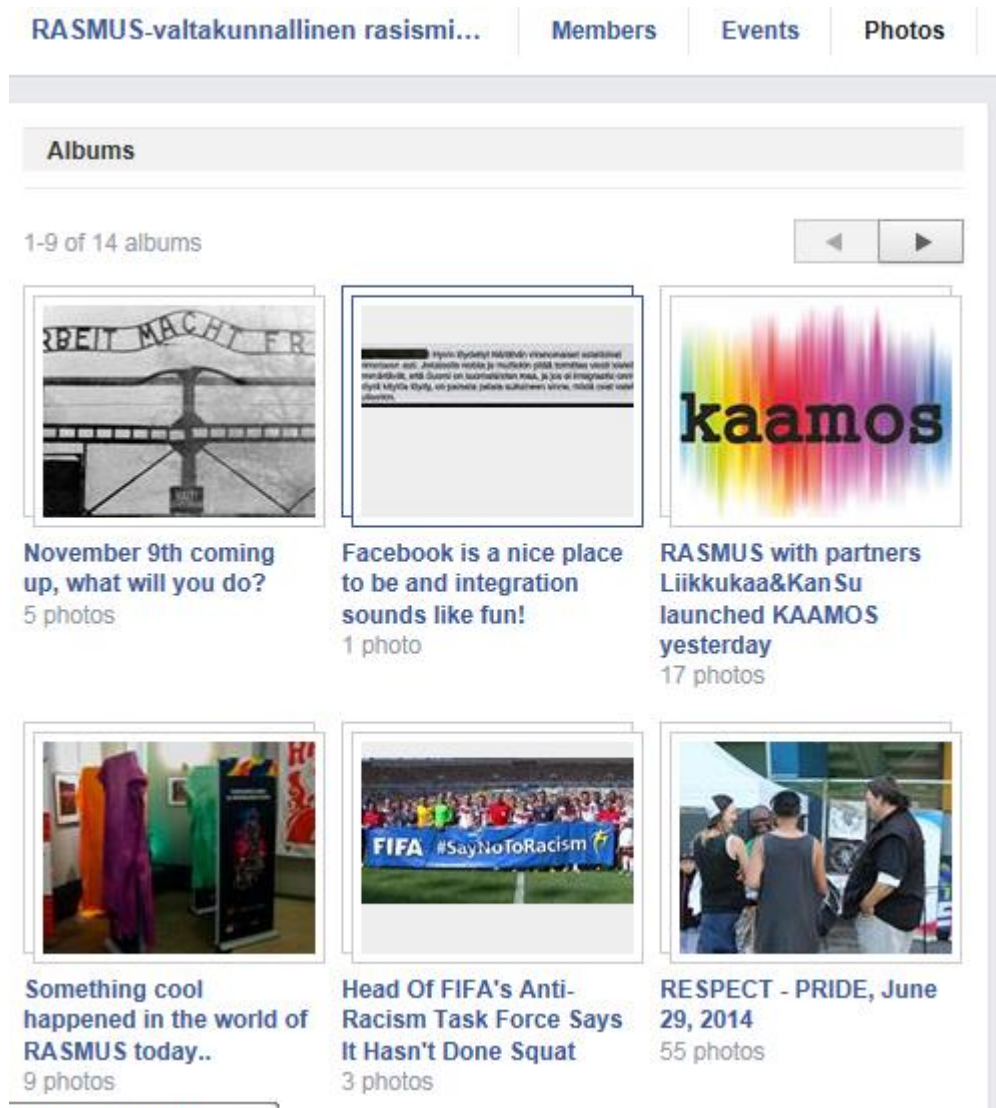 RASMUS-valtakunnallinen rasismi...
Members
Events
Photos
Albums
1-9 of 14 albums
RBEIT MACHT FR
HALT!
kaamos
November 9th coming
up, what will you do?
5 photos
Facebook is a nice place
to be and integration
sounds like fun!
1 photo
RASMUS with partners
Liikkukaa&KanSu
launched KAAMOS
yesterday
17 photos
FIFA #SayNoToRacism
Something cool
happened in the world of
RASMUS today..
9 photos
Head Of FIFA's Anti-
Racism Task Force Says
It Hasn't Done Squat
3 photos
RESPECT - PRIDE, June
29, 2014
55 photos